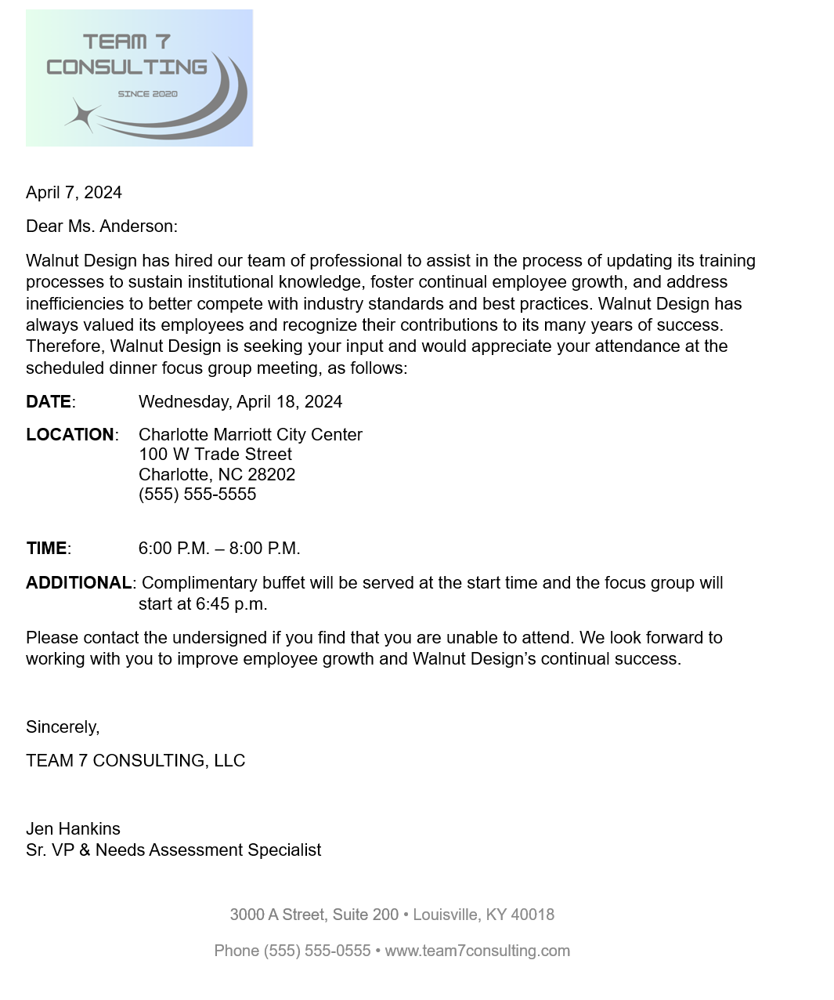 TEAM 7
CONSULTING
SINCE 2020
April 7, 2024
Dear Ms. Anderson:
Walnut Design has hired our team of professional to assist in the process of updating its training
processes to sustain institutional knowledge, foster continual employee growth, and address
inefficiencies to better compete with industry standards and best practices. Walnut Design has
always valued its employees and recognize their contributions to its many years of success.
Therefore, Walnut Design is seeking your input and would appreciate your attendance at the
scheduled dinner focus group meeting, as follows:
DATE: Wednesday, April 18, 2024
LOCATION: Charlotte Marriott City Center
100 W Trade Street
Charlotte, NC 28202
(555) 555-5555
TIME: 6:00 P.M. – 8:00 P.M.
ADDITIONAL: Complimentary buffet will be served at the start time and the focus group will
start at 6:45 p.m.
Please contact the undersigned if you find that you are unable to attend. We look forward to
working with you to improve employee growth and Walnut Design’s continual success.
Sincerely,
TEAM 7 CONSULTING, LLC
Jen Hankins
Sr. VP & Needs Assessment Specialist
3000 A Street, Suite 200 • Louisville, KY 40018
Phone (555) 555-0555 • www.team7consulting.com